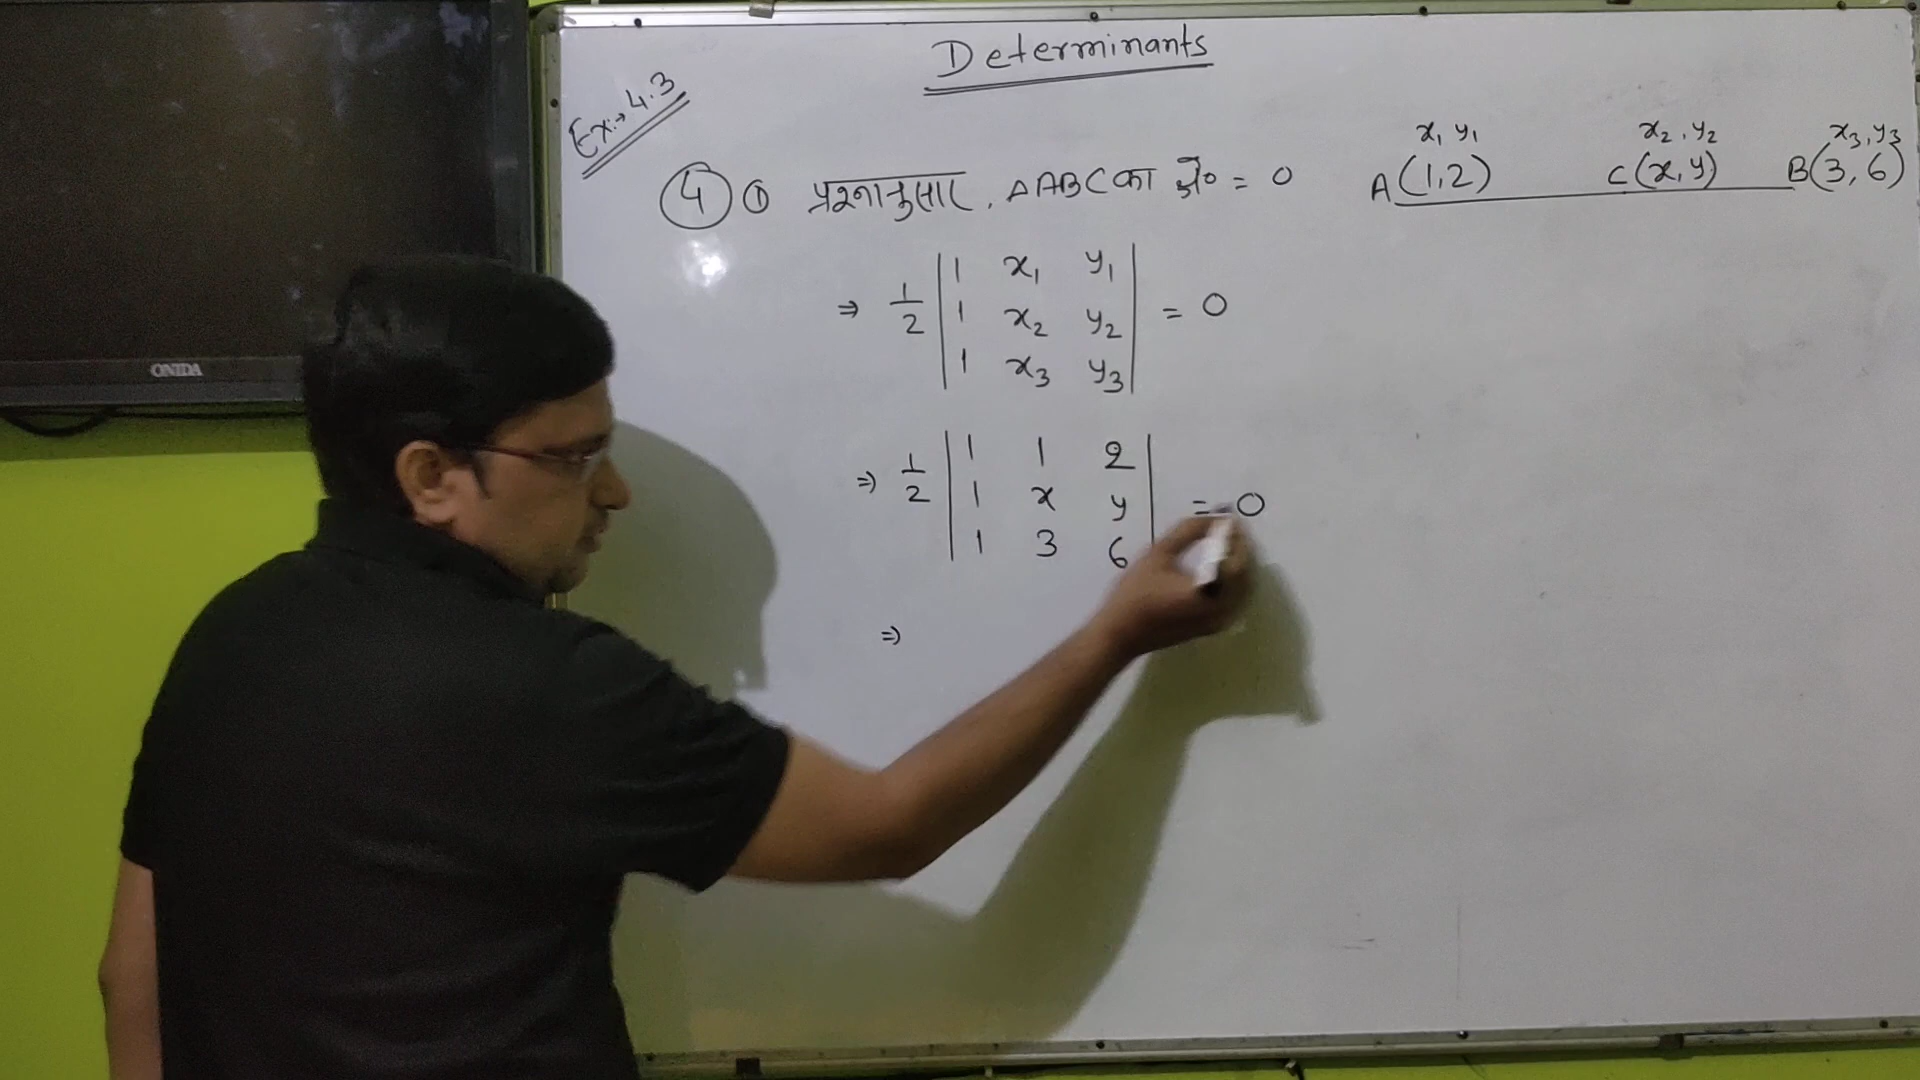 Determinants
Ex:→ 4.3
x₁ y₁ x₂, y₂ x₃, y₃
④ ① प्रश्नानुसार, ΔABC का क्षे० = 0 A(1,2) C(x,y) B(3,6)
⇒ 1/2 | 1 x₁ y₁ |
| 1 x₂ y₂ | = 0
| 1 x₃ y₃ |
⇒ 1/2 | 1 1 2 |
| 1 x y | = 0
| 1 3 6 |
⇒
ONIDA